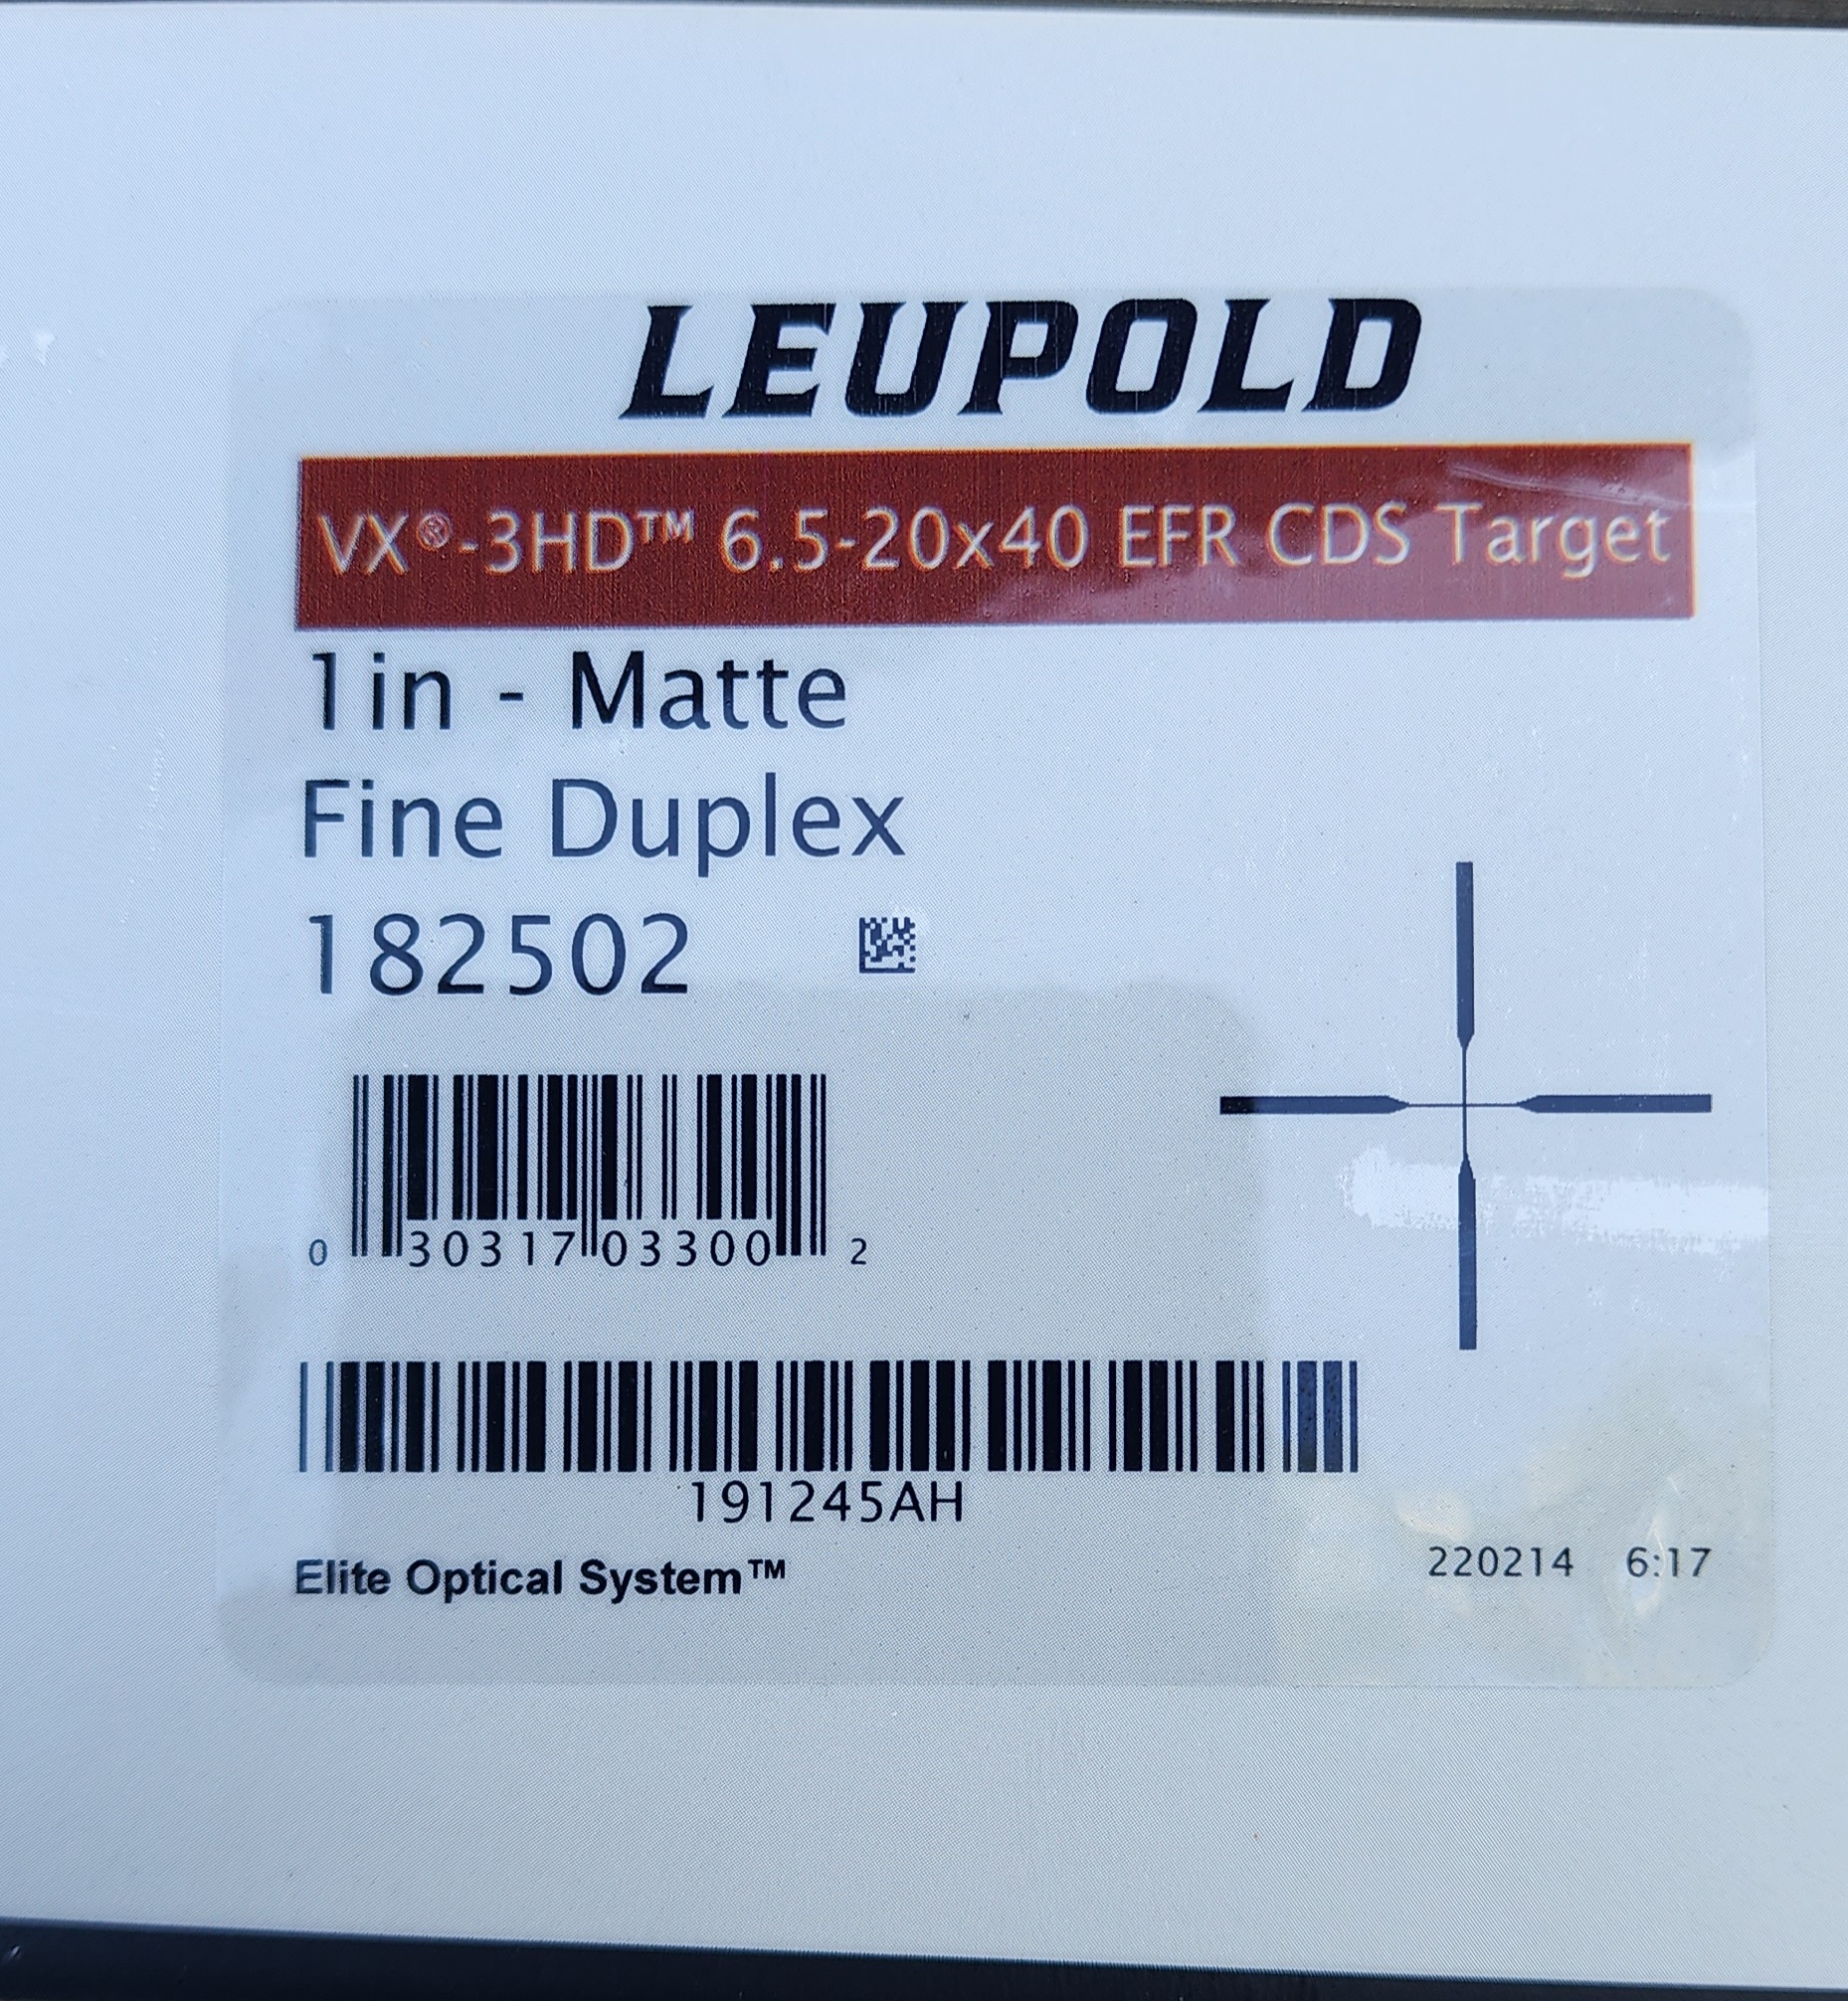 LEUPOLD
VX®-3HD™ 6.5-20x40 EFR CDS Target
1in - Matte
Fine Duplex
182502
0 30317 03300 2
191245AH
Elite Optical System™
220214 6:17